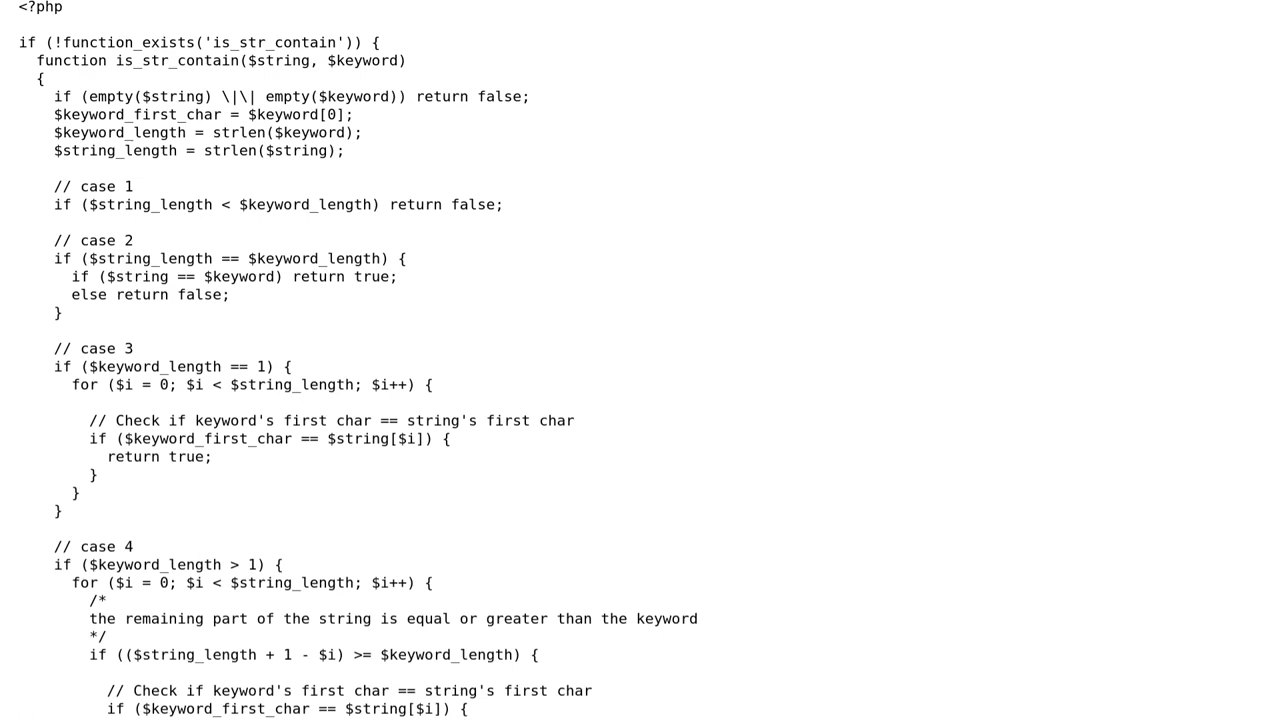 <?php
if (!function_exists('is_str_contain')) {
function is_str_contain($string, $keyword)
{
if (empty($string) \|\| empty($keyword)) return false;
$keyword_first_char = $keyword[0];
$keyword_length = strlen($keyword);
$string_length = strlen($string);
// case 1
if ($string_length < $keyword_length) return false;
// case 2
if ($string_length == $keyword_length) {
if ($string == $keyword) return true;
else return false;
}
// case 3
if ($keyword_length == 1) {
for ($i = 0; $i < $string_length; $i++) {
// Check if keyword's first char == string's first char
if ($keyword_first_char == $string[$i]) {
return true;
}
}
}
// case 4
if ($keyword_length > 1) {
for ($i = 0; $i < $string_length; $i++) {
/*
the remaining part of the string is equal or greater than the keyword
*/
if (($string_length + 1 - $i) >= $keyword_length) {
// Check if keyword's first char == string's first char
if ($keyword_first_char == $string[$i]) {